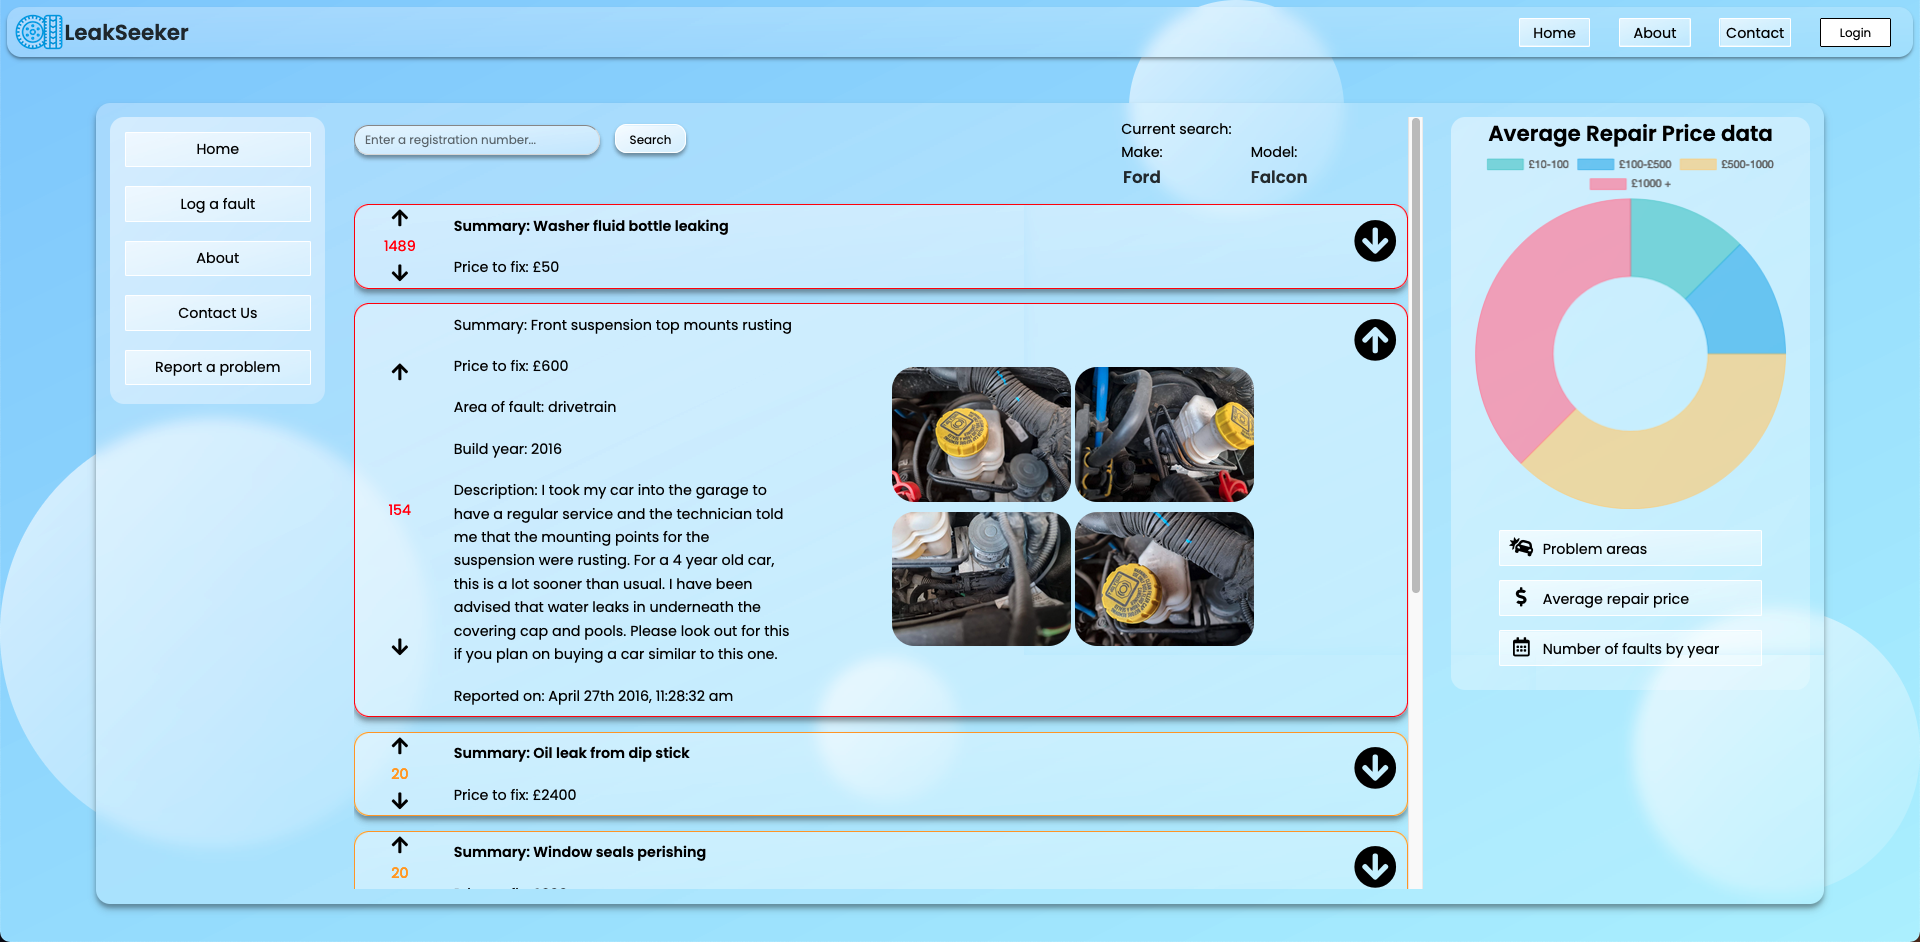 LeakSeeker
Home
About
Contact
Login
Home
Log a fault
About
Contact Us
Report a problem
Enter a registration number...
Search
Current search:
Make:
Model:
Ford
Falcon
1489
Summary: Washer fluid bottle leaking
Price to fix: £50
154
Summary: Front suspension top mounts rusting
Price to fix: £600
Area of fault: drivetrain
Build year: 2016
Description: I took my car into the garage to
have a regular service and the technician told
me that the mounting points for the
suspension were rusting. For a 4 year old car,
this is a lot sooner than usual. I have been
advised that water leaks in underneath the
covering cap and pools. Please look out for this
if you plan on buying a car similar to this one.
Reported on: April 27th 2016, 11:28:32 am
20
Summary: Oil leak from dip stick
Price to fix: £2400
20
Summary: Window seals perishing
Average Repair Price data
£10-100
£100-£500
£500-1000
£1000 +
Problem areas
Average repair price
Number of faults by year